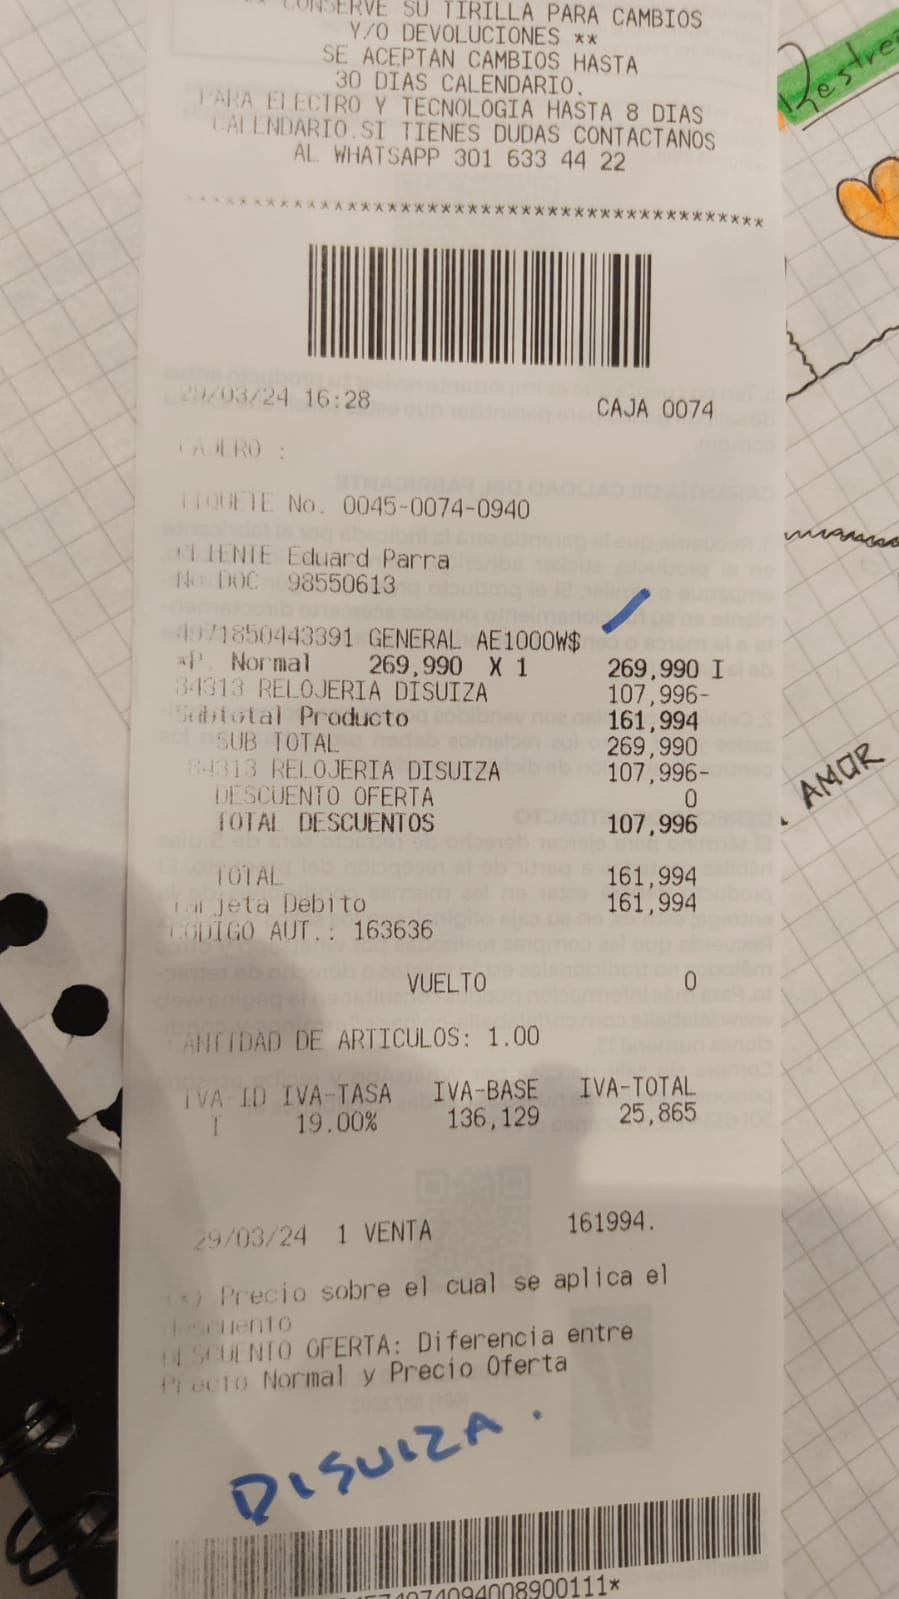 CONSERVE SU TIRILLA PARA CAMBIOS
Y/O DEVOLUCIONES **
SE ACEPTAN CAMBIOS HASTA
30 DIAS CALENDARIO.
PARA ELECTRO Y TECNOLOGIA HASTA 8 DIAS
CALENDARIO.SI TIENES DUDAS CONTACTANOS
AL WHATSAPP 301 633 44 22
29/03/24 16:28 CAJA 0074
CAJERO :
TIQUETE No. 0045-0074-0940
CLIENTE Eduard Parra
No DOC 98550613
4971850443391 GENERAL AE1000W$
*P. Normal 269,990 X 1 269,990 I
84313 RELOJERIA DISUIZA 107,996-
Subtotal Producto 161,994
SUB TOTAL 269,990
84313 RELOJERIA DISUIZA 107,996-
DESCUENTO OFERTA 0
TOTAL DESCUENTOS 107,996
TOTAL 161,994
Tarjeta Debito 161,994
CODIGO AUT.: 163636
VUELTO 0
CANTIDAD DE ARTICULOS: 1.00
IVA-ID IVA-TASA IVA-BASE IVA-TOTAL
I 19.00% 136,129 25,865
29/03/24 1 VENTA 161994.
(*) Precio sobre el cual se aplica el
descuento
DESCUENTO OFERTA: Diferencia entre
Precio Normal y Precio Oferta
DISUIZA.
AMOR